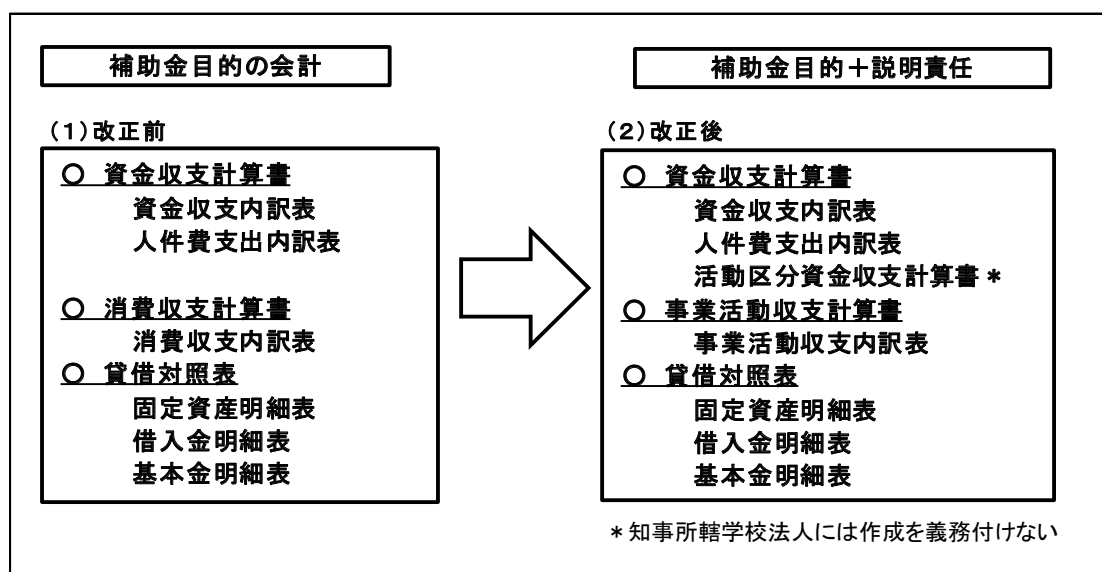 補助金目的の会計
(1)改正前
○ 資金収支計算書
資金収支内訳表
人件費支出内訳表
○ 消費収支計算書
消費収支内訳表
○ 貸借対照表
固定資産明細表
借入金明細表
基本金明細表
補助金目的+説明責任
(2)改正後
○ 資金収支計算書
資金収支内訳表
人件費支出内訳表
活動区分資金収支計算書*
○ 事業活動収支計算書
事業活動収支内訳表
○ 貸借対照表
固定資産明細表
借入金明細表
基本金明細表
*知事所轄学校法人には作成を義務付けない